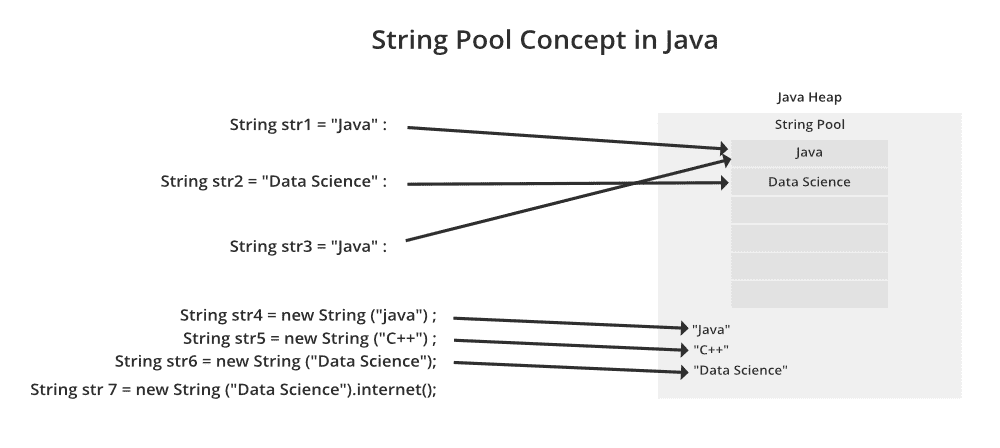 String Pool Concept in Java
Java Heap
String Pool
String str1 = "Java" :
Java
String str2 = "Data Science" :
Data Science
String str3 = "Java" :
String str4 = new String ("java") ;
"Java"
String str5 = new String ("C++") ;
"C++"
String str6 = new String ("Data Science");
"Data Science"
String str 7 = new String ("Data Science").internet();